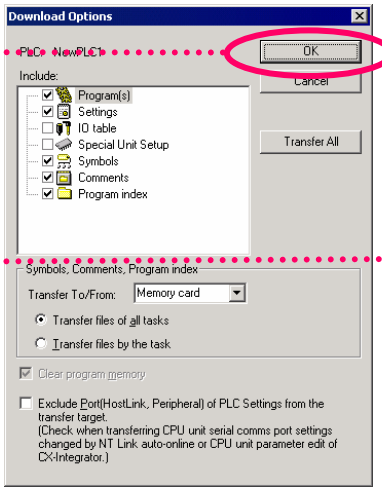 Download Options
PLC: NewPLC1
OK
Include:
Cancel
Program(s)
Settings
IO table
Special Unit Setup
Transfer All
Symbols
Comments
Program index
Symbols, Comments, Program index
Transfer To/From: Memory card
Transfer files of all tasks
Transfer files by the task
Clear program memory
Exclude Port(HostLink, Peripheral) of PLC Settings from the
transfer target.
(Check when transferring CPU unit serial comms port settings
changed by NT Link auto-online or CPU unit parameter edit of
CX-Integrator.)